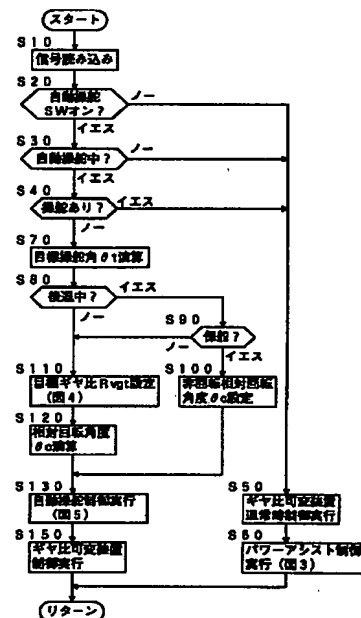 スタート
S10
信号読み込み
S20
自動操舵
SWオン?
ノー
イエス
S30
自動操舵中?
ノー
イエス
S40
操舵あり?
イエス
ノー
S70
目標操舵角θt演算
S80
後退中?
イエス
ノー
S90
保舵?
ノー
イエス
S110
目標ギヤ比Rvgt設定
(図4)
S100
非回転相対回転
角度θc設定
S120
相対回転角度
θc演算
S130
自動操舵制御実行
(図5)
S50
ギヤ比可変装置
通常時制御実行
S150
ギヤ比可変装置
制御実行
S60
パワーアシスト制御
実行(図3)
リターン